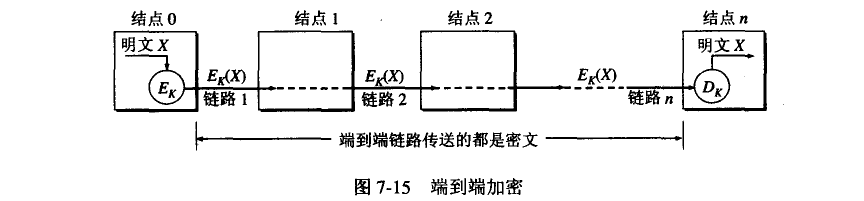 结点 0 结点 1 结点 2 结点 n
明文 X 明文 X
E_K E_K(X) E_K(X) E_K(X) D_K
链路 1 链路 2 链路 n
端到端链路传送的都是密文
图 7-15 端到端加密